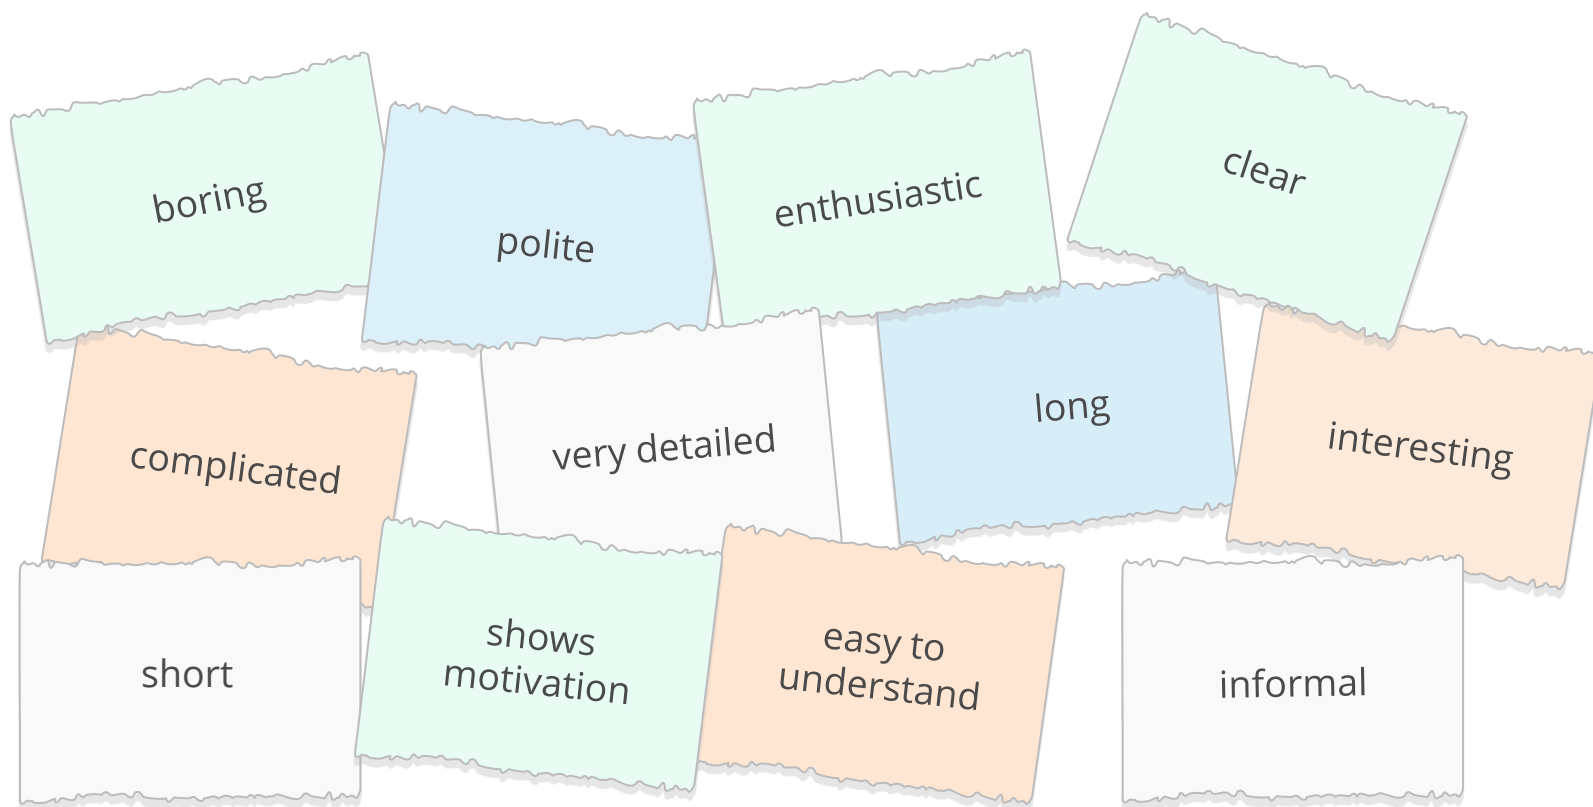 boring
polite
enthusiastic
clear
complicated
very detailed
long
interesting
short
shows
motivation
easy to
understand
informal